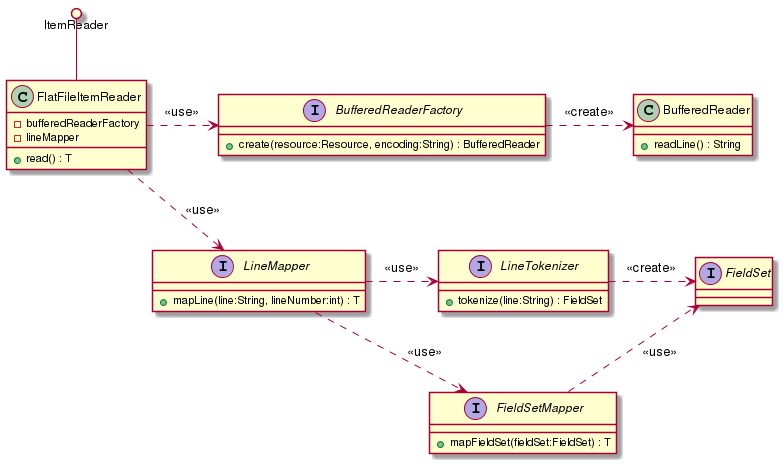 ItemReader
C FlatFileItemReader
bufferedReaderFactory
lineMapper
read() : T
«use»
I BufferedReaderFactory
create(resource:Resource, encoding:String) : BufferedReader
«create»
C BufferedReader
readLine() : String
«use»
I LineMapper
mapLine(line:String, lineNumber:int) : T
«use»
I LineTokenizer
tokenize(line:String) : FieldSet
«create»
I FieldSet
«use»
«use»
I FieldSetMapper
mapFieldSet(fieldSet:FieldSet) : T